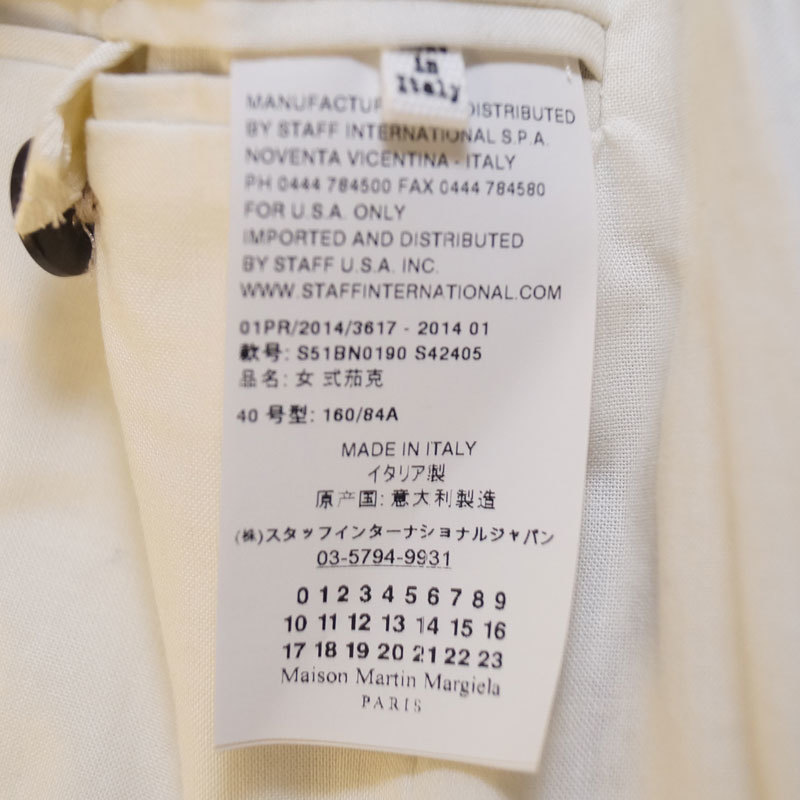 in
Italy
MANUFACTUR DISTRIBUTED
BY STAFF INTERNATIONAL S.P.A.
NOVENTA VICENTINA - ITALY
PH 0444 784500 FAX 0444 784580
FOR U.S.A. ONLY
IMPORTED AND DISTRIBUTED
BY STAFF U.S.A. INC.
WWW.STAFFINTERNATIONAL.COM
01PR/2014/3617 - 2014 01
款号: S51BN0190 S42405
品名: 女 式茄克
40 号型: 160/84A
MADE IN ITALY
イタリア製
原产国: 意大利製造
(株)スタッフインターナショナルジャパン
03-5794-9931
0 1 2 3 4 5 6 7 8 9
10 11 12 13 14 15 16
17 18 19 20 21 22 23
Maison Martin Margiela
PARIS